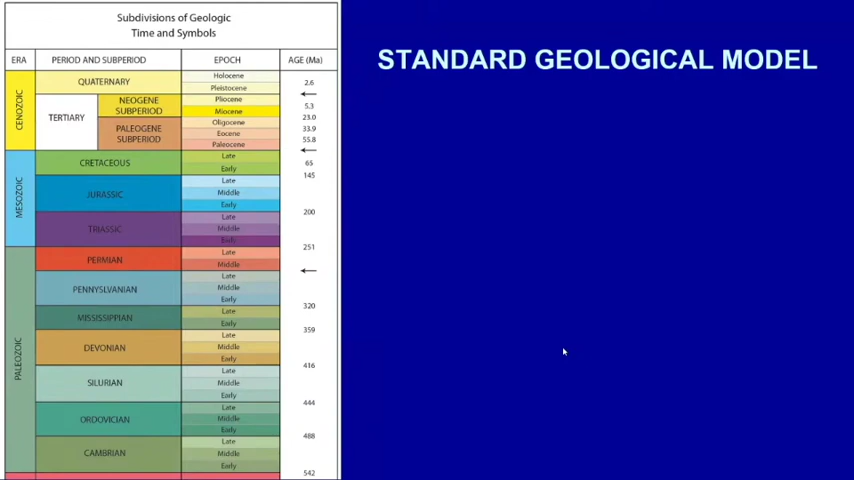 Subdivisions of Geologic
Time and Symbols
STANDARD GEOLOGICAL MODEL
ERA PERIOD AND SUBPERIOD EPOCH AGE (Ma)
CENOZOIC
QUATERNARY
Holocene
Pleistocene
2.6
TERTIARY
NEOGENE
SUBPERIOD
Pliocene
5.3
Miocene
23.0
PALEOGENE
SUBPERIOD
Oligocene
33.9
Eocene
55.8
Paleocene
MESOZOIC
CRETACEOUS
Late
65
Early
145
JURASSIC
Late
Middle
Early
200
TRIASSIC
Late
Middle
Early
251
PALEOZOIC
PERMIAN
Late
Middle
PENNYSLVANIAN
Late
Middle
Early
320
MISSISSIPPIAN
Late
Early
359
DEVONIAN
Late
Middle
Early
416
SILURIAN
Late
Middle
Early
444
ORDOVICIAN
Late
Middle
Early
488
CAMBRIAN
Late
Middle
Early
542